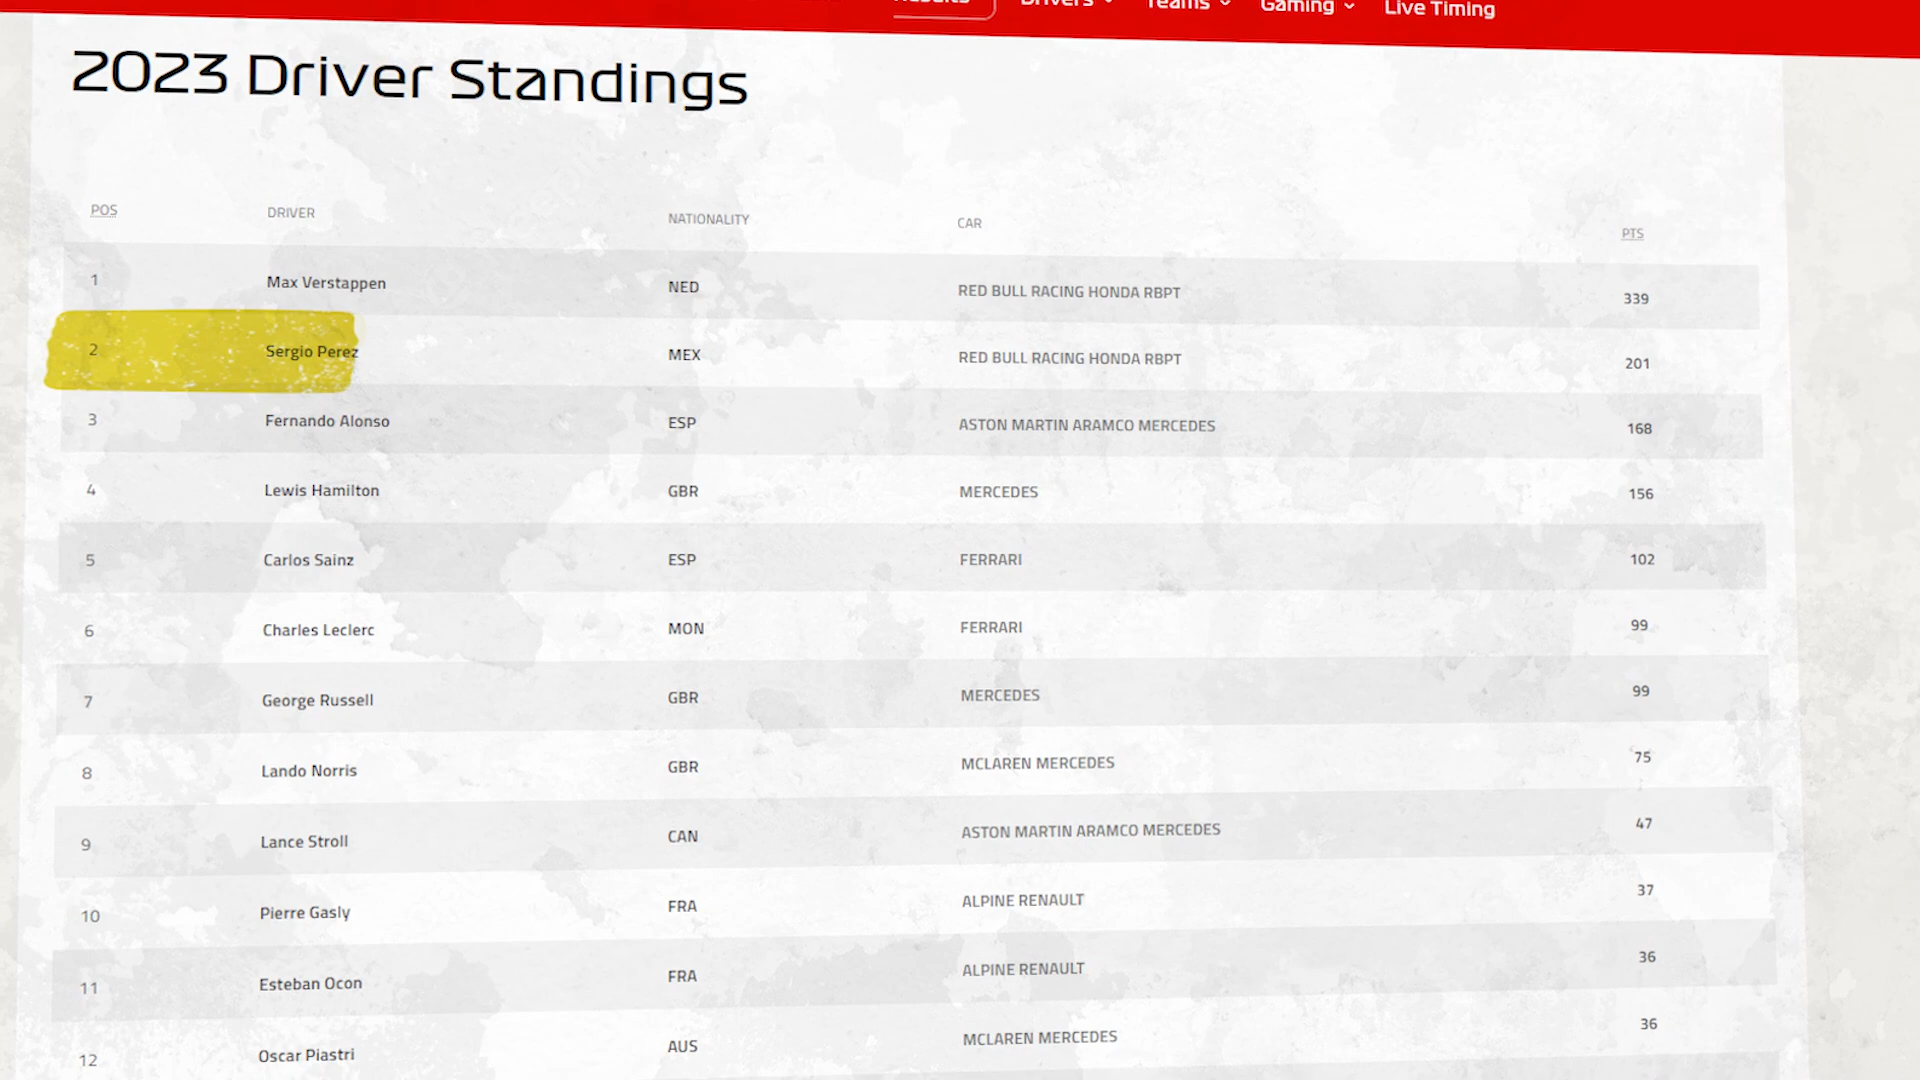 Drivers Teams Gaming Live Timing
2023 Driver Standings
POS DRIVER NATIONALITY CAR PTS
1 Max Verstappen NED RED BULL RACING HONDA RBPT 339
2 Sergio Perez MEX RED BULL RACING HONDA RBPT 201
3 Fernando Alonso ESP ASTON MARTIN ARAMCO MERCEDES 168
4 Lewis Hamilton GBR MERCEDES 156
5 Carlos Sainz ESP FERRARI 102
6 Charles Leclerc MON FERRARI 99
7 George Russell GBR MERCEDES 99
8 Lando Norris GBR MCLAREN MERCEDES 75
9 Lance Stroll CAN ASTON MARTIN ARAMCO MERCEDES 47
10 Pierre Gasly FRA ALPINE RENAULT 37
11 Esteban Ocon FRA ALPINE RENAULT 36
12 Oscar Piastri AUS MCLAREN MERCEDES 36